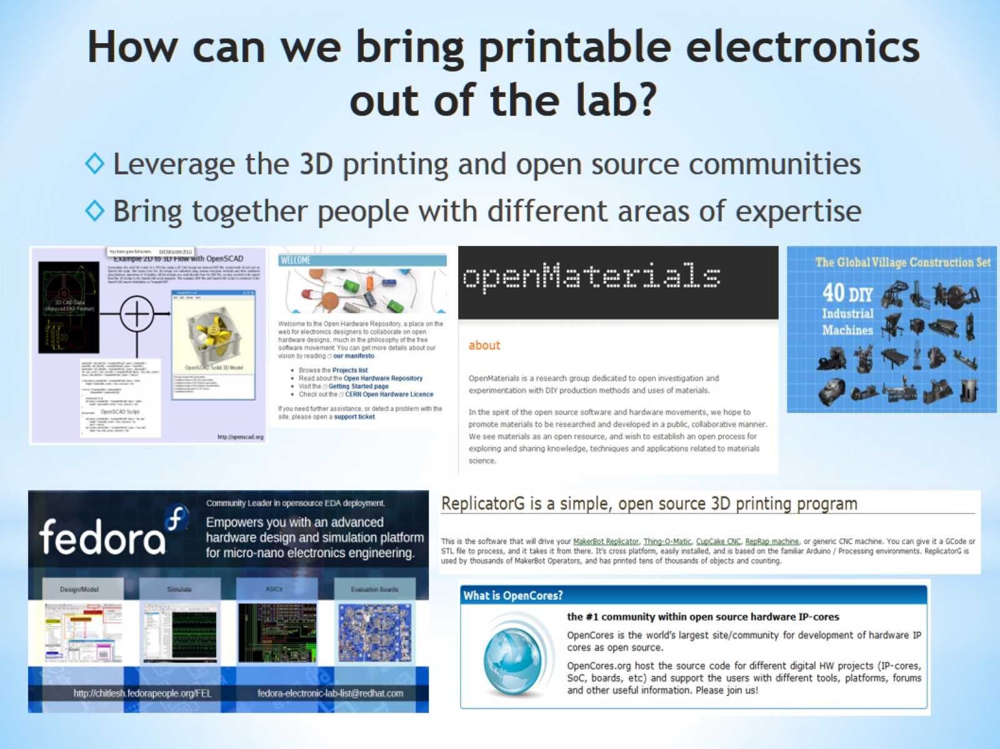 How can we bring printable electronics
out of the lab?
Leverage the 3D printing and open source communities
Bring together people with different areas of expertise
You have gone full screen. Exit full screen (F11)
Example 2D to 3D Flow with OpenSCAD
2D CAD Data
(Autocad DXF Format)
OpenSCAD Solid 3D Model
OpenSCAD Script
http://openscad.org
WELCOME
Welcome to the Open Hardware Repository, a place on the
web for electronics designers to collaborate on open
hardware designs, much in the philosophy of the free
software movement. You can get more details about our
vision by reading our manifesto.
Browse the Projects list
Read about the Open Hardware Repository
Visit the Getting Started page
Check out the CERN Open Hardware Licence
If you need further assistance, or detect a problem with the
site, please open a support ticket.
openMaterials
about
OpenMaterials is a research group dedicated to open investigation and
experimentation with DIY production methods and uses of materials.
In the spirit of the open source software and hardware movements, we hope to
promote materials to be researched and developed in a public, collaborative manner.
We see materials as an open resource, and wish to establish an open process for
exploring and sharing knowledge, techniques and applications related to materials
science.
The Global Village Construction Set
40 DIY
Industrial
Machines
fedora
Community Leader in opensource EDA deployment.
Empowers you with an advanced
hardware design and simulation platform
for micro-nano electronics engineering.
Design/Model
Simulate
ASICs
Evaluation Boards
http://chitlesh.fedorapeople.org/FEL
fedora-electronic-lab-list@redhat.com
ReplicatorG is a simple, open source 3D printing program
This is the software that will drive your MakerBot Replicator, Thing-O-Matic, CupCake CNC, RepRap machine, or generic CNC machine. You can give it a GCode or
STL file to process, and it takes it from there. It's cross platform, easily installed, and is based on the familiar Arduino / Processing environments. ReplicatorG is
used by thousands of MakerBot Operators, and has printed tens of thousands of objects and counting.
What is OpenCores?
the #1 community within open source hardware IP-cores
OpenCores is the world's largest site/community for development of hardware IP
cores as open source.
OpenCores.org host the source code for different digital HW projects (IP-cores,
SoC, boards, etc) and support the users with different tools, platforms, forums
and other useful information. Please join us!